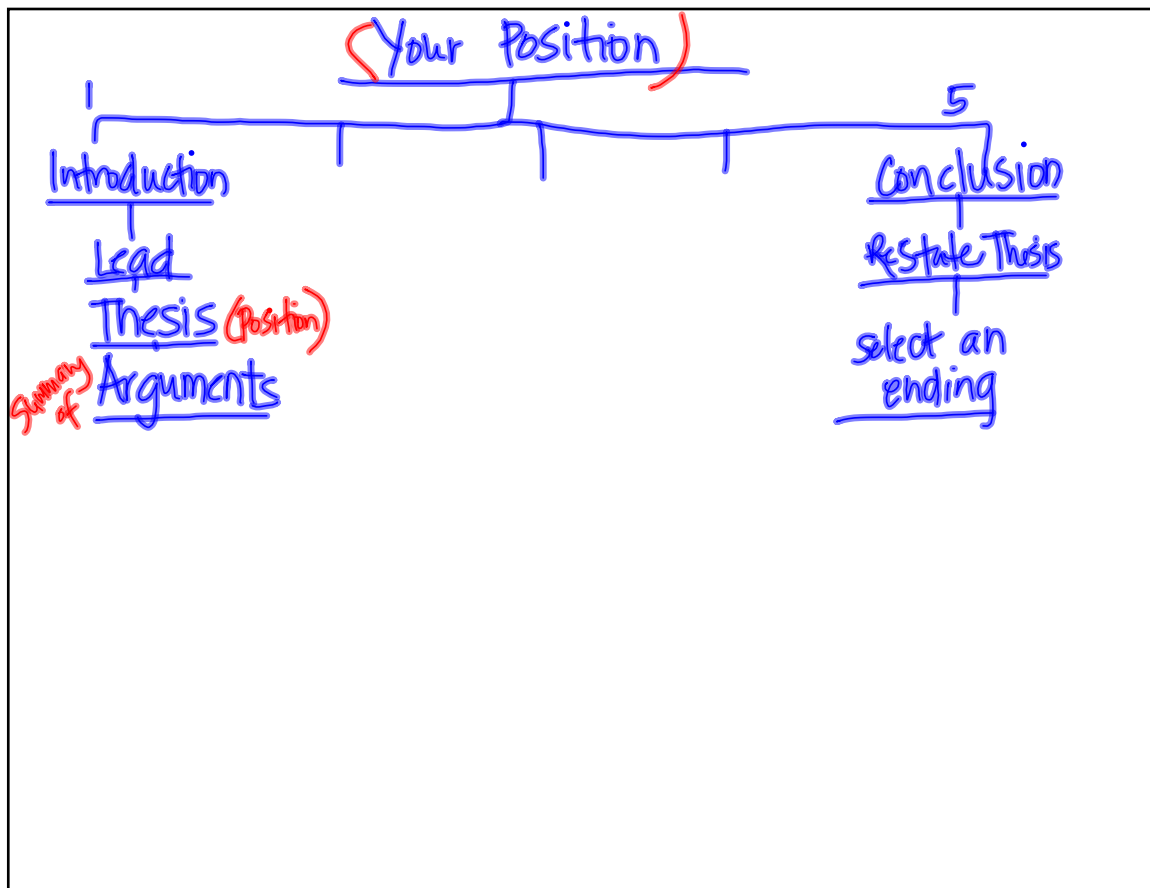 (Your Position)
1
5
Introduction
Conclusion
Lead
Restate Thesis
Thesis (Position)
select an
Summary
of
Arguments
ending